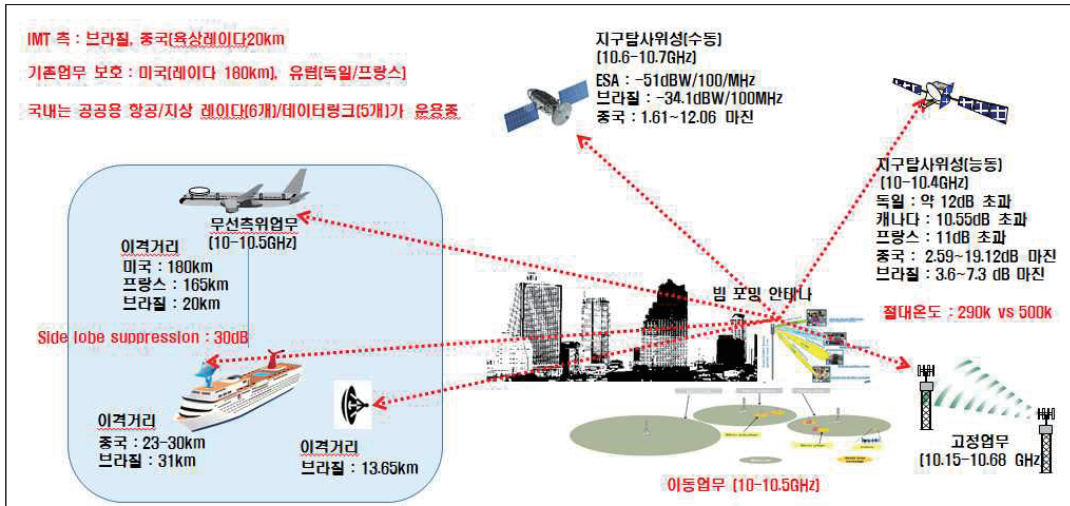 IMT 측 : 브라질, 중국(육상레이다20km
기존업무 보호 : 미국(레이다 180km), 유럽(독일/프랑스)
국내는 공공용 항공/지상 레이다(6개)/데이터링크(5개)가 운용중
지구탐사위성(수동)
(10.6-10.7GHz)
ESA : -51dBW/100/MHz
브라질 : -34.1dBW/100MHz
중국 : 1.61~12.06 마진
지구탐사위성(능동)
(10-10.4GHz)
독일 : 약 12dB 초과
캐나다 : 10.55dB 초과
프랑스 : 11dB 초과
중국 : 2.59~19.12dB 마진
브라질 : 3.6~7.3 dB 마진
절대온도 : 290k vs 500k
무선측위업무
(10-10.5GHz)
이격거리
미국 : 180km
프랑스 : 165km
브라질 : 20km
Side lobe suppression : 30dB
빔 포밍 안테나
이격거리
중국 : 23-30km
브라질 : 31km
이격거리
브라질 : 13.65km
이동업무 (10-10.5GHz)
고정업무
(10.15-10.68 GHz)